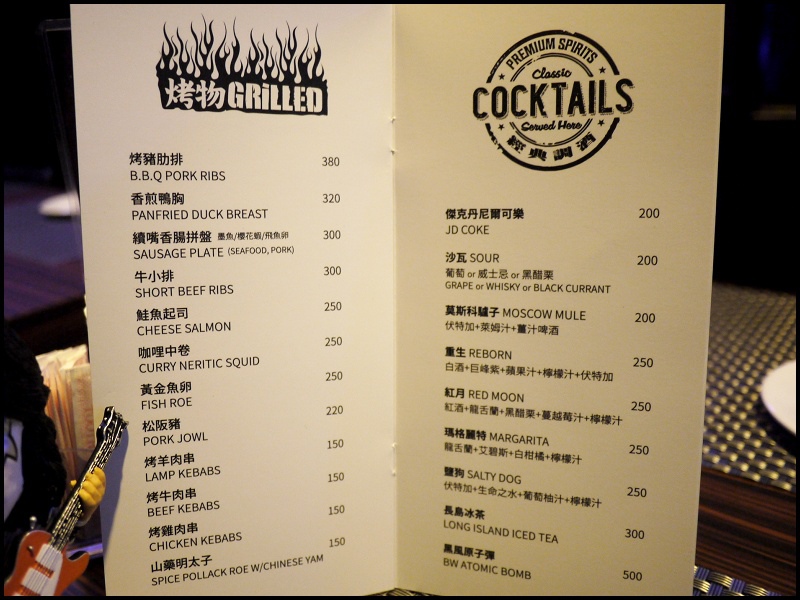 烤物GRILLED
烤豬肋排 380
B.B.Q PORK RIBS
香煎鴨胸 320
PANFRIED DUCK BREAST
續嘴香腸拼盤 墨魚/櫻花蝦/飛魚卵 300
SAUSAGE PLATE (SEAFOOD, PORK)
牛小排 300
SHORT BEEF RIBS
鮭魚起司 250
CHEESE SALMON
咖哩中卷 250
CURRY NERITIC SQUID
黃金魚卵 250
FISH ROE
松阪豬 220
PORK JOWL
烤羊肉串 150
LAMP KEBABS
烤牛肉串 150
BEEF KEBABS
烤雞肉串 150
CHICKEN KEBABS
山藥明太子 150
SPICE POLLACK ROE W/CHINESE YAM
PREMIUM SPIRITS
Classic
COCKTAILS
Served Here
經典調酒
傑克丹尼爾可樂 200
JD COKE
沙瓦 SOUR 200
葡萄 or 威士忌 or 黑醋栗
GRAPE or WHISKY or BLACK CURRANT
莫斯科驢子 MOSCOW MULE 200
伏特加+萊姆汁+薑汁啤酒
重生 REBORN 250
白酒+巨峰紫+蘋果汁+檸檬汁+伏特加
紅月 RED MOON 250
紅酒+龍舌蘭+黑醋栗+蔓越莓汁+檸檬汁
瑪格麗特 MARGARITA 250
龍舌蘭+艾碧斯+白柑橘+檸檬汁
鹽狗 SALTY DOG 250
伏特加+生命之水+葡萄柚汁+檸檬汁
長島冰茶 300
LONG ISLAND ICED TEA
黑風原子彈 500
BW ATOMIC BOMB